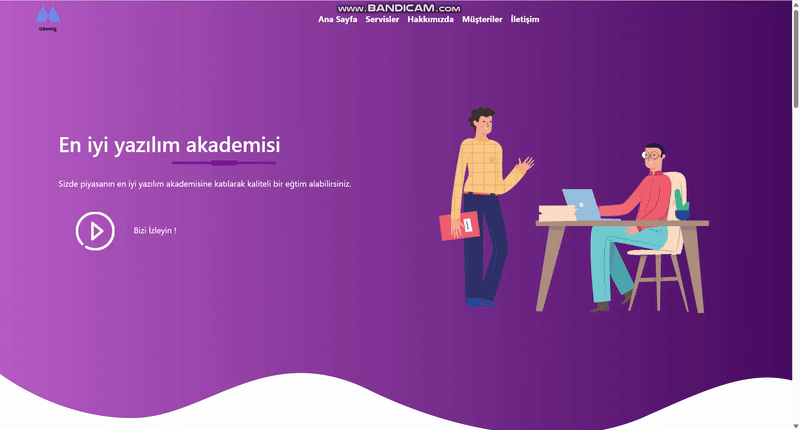 www.BANDICAM.com
Ana Sayfa Servisler Hakkımızda Müşteriler İletişim
Udemig
En iyi yazılım akademisi
Sizde piyasanın en iyi yazılım akademisine katılarak kaliteli bir eğtim alabilirsiniz.
Bizi İzleyin !